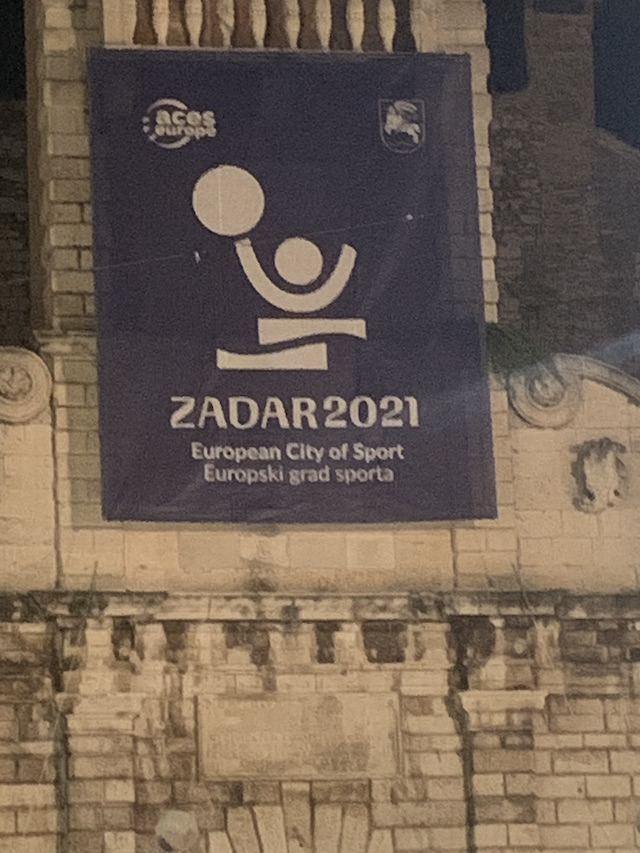 aces
europe
ZADAR2021
European City of Sport
Europski grad sporta